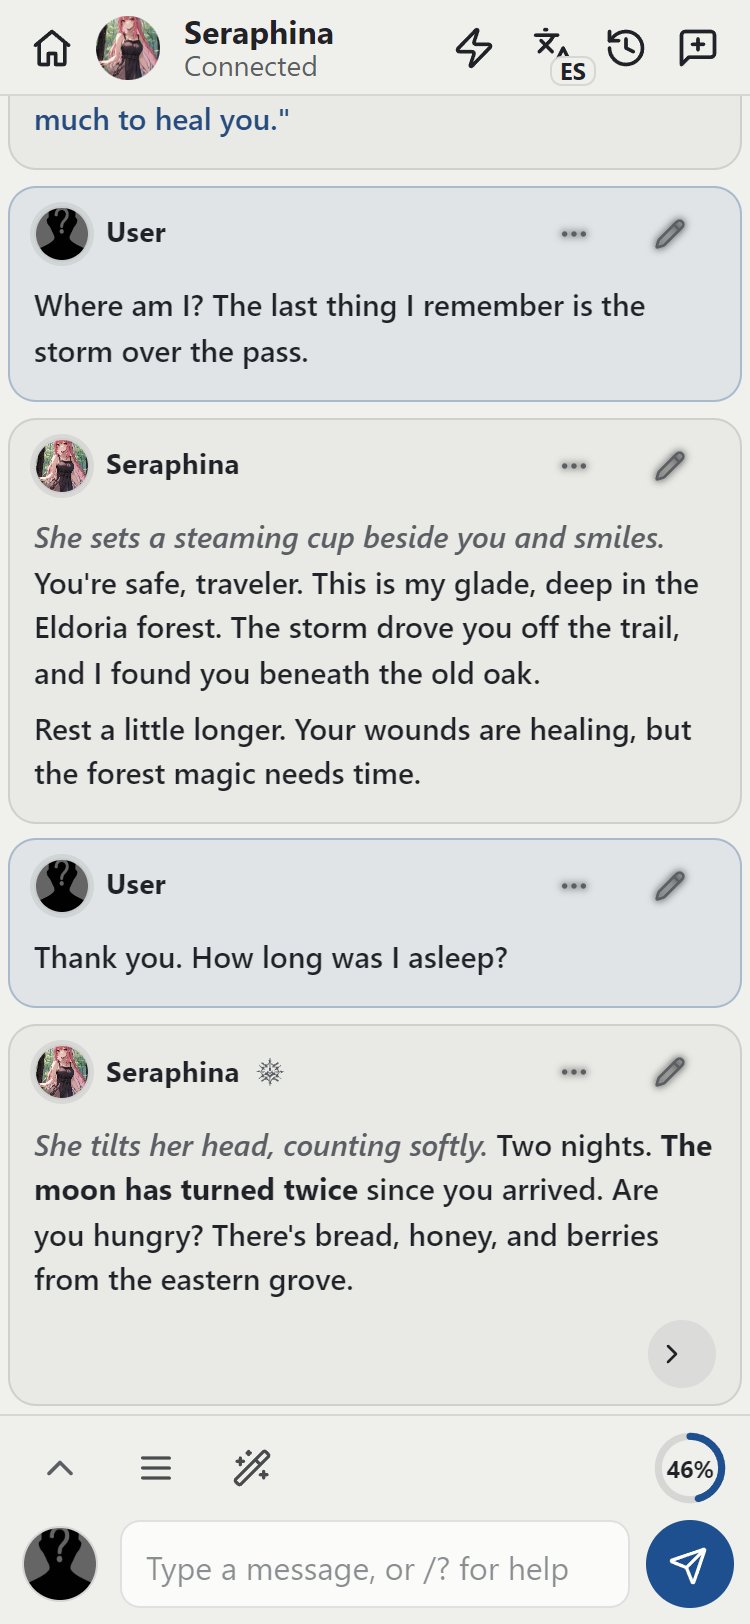 Seraphina
Connected
ES
much to heal you."
User
Where am I? The last thing I remember is the
storm over the pass.
Seraphina
She sets a steaming cup beside you and smiles.
You're safe, traveler. This is my glade, deep in the
Eldoria forest. The storm drove you off the trail,
and I found you beneath the old oak.
Rest a little longer. Your wounds are healing, but
the forest magic needs time.
User
Thank you. How long was I asleep?
Seraphina
She tilts her head, counting softly. Two nights. The
moon has turned twice since you arrived. Are
you hungry? There's bread, honey, and berries
from the eastern grove.
46%
Type a message, or /? for help